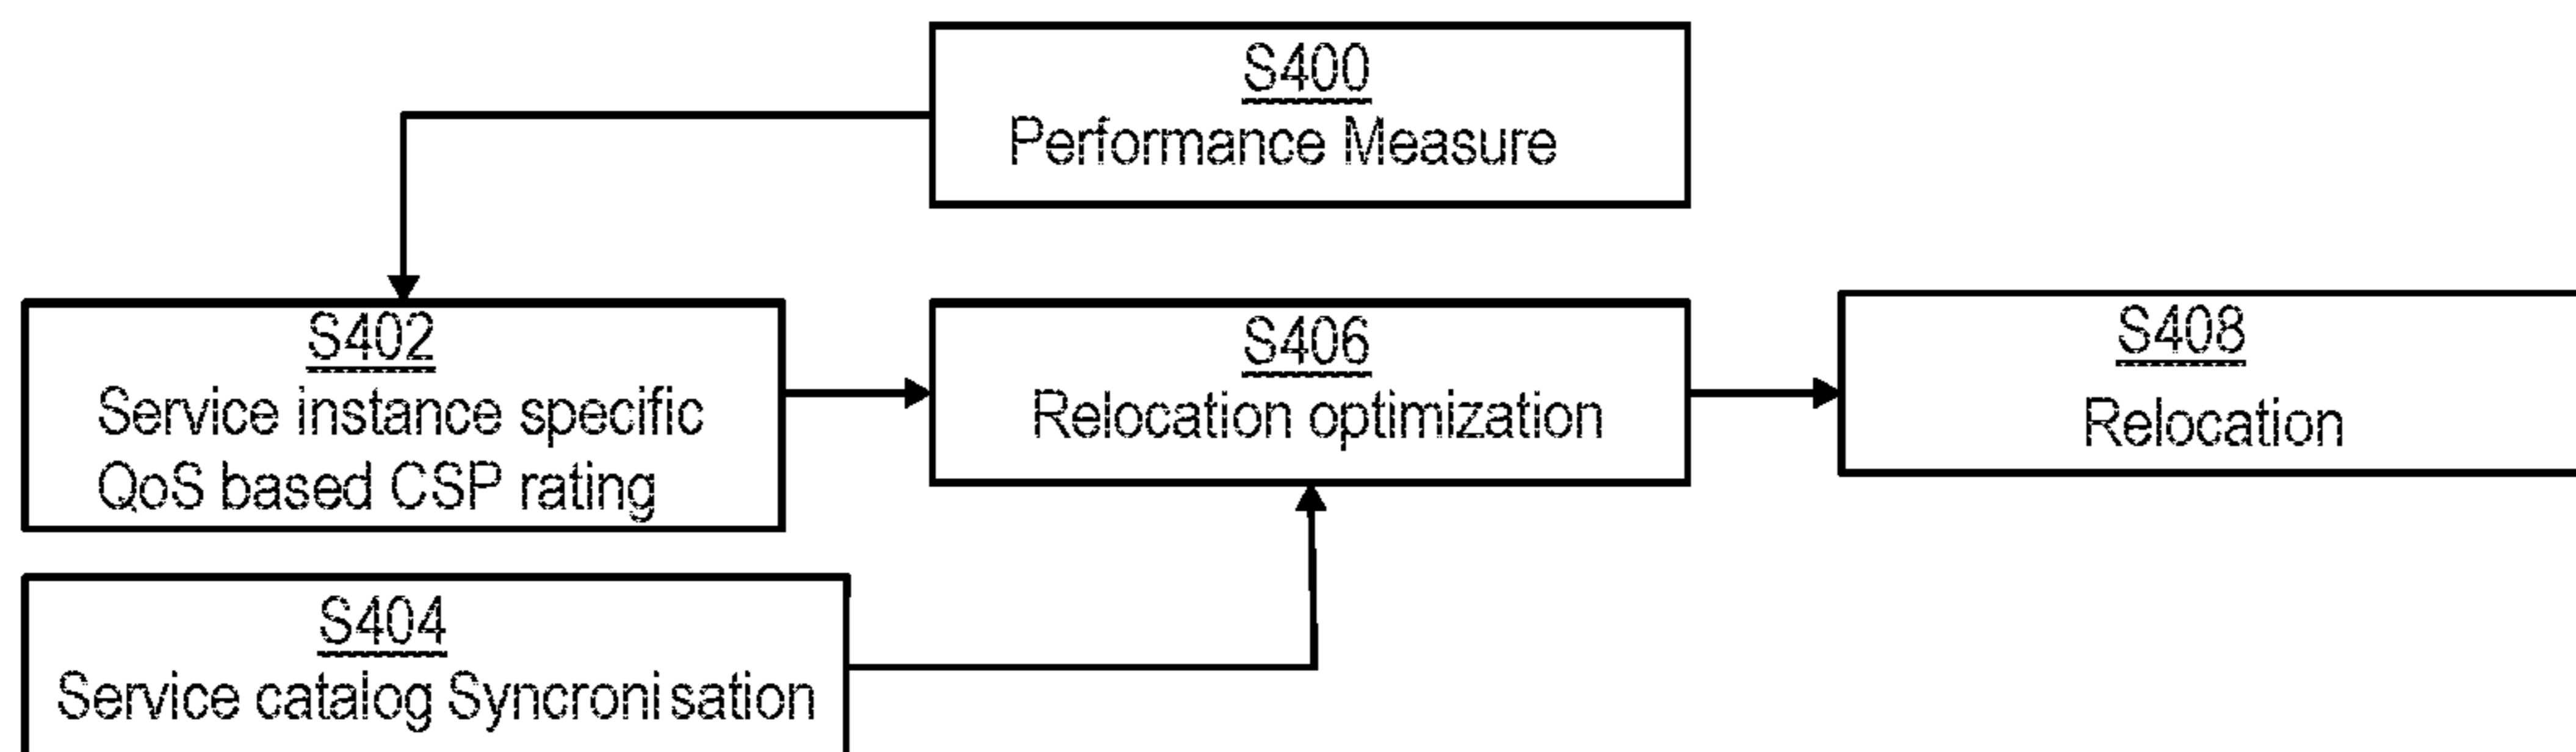 S400
Performance Measure
S402
Service instance specific
QoS based CSP rating
S406
Relocation optimization
S408
Relocation
S404
Service catalog Syncronisation